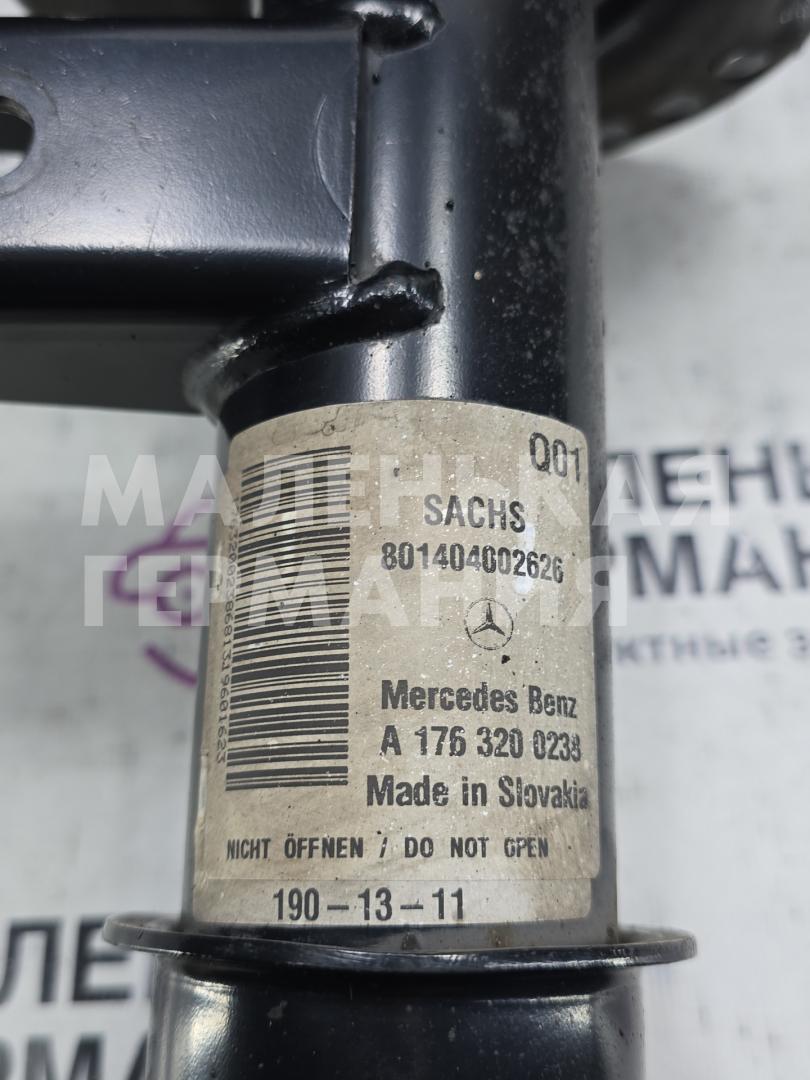 Q01
SACHS
801404002626
Mercedes Benz
A 176 320 0238
Made in Slovakia
NICHT ÖFFNEN / DO NOT OPEN
190-13-11
МАЛЕНЬКАЯ
ГЕРМАНИЯ